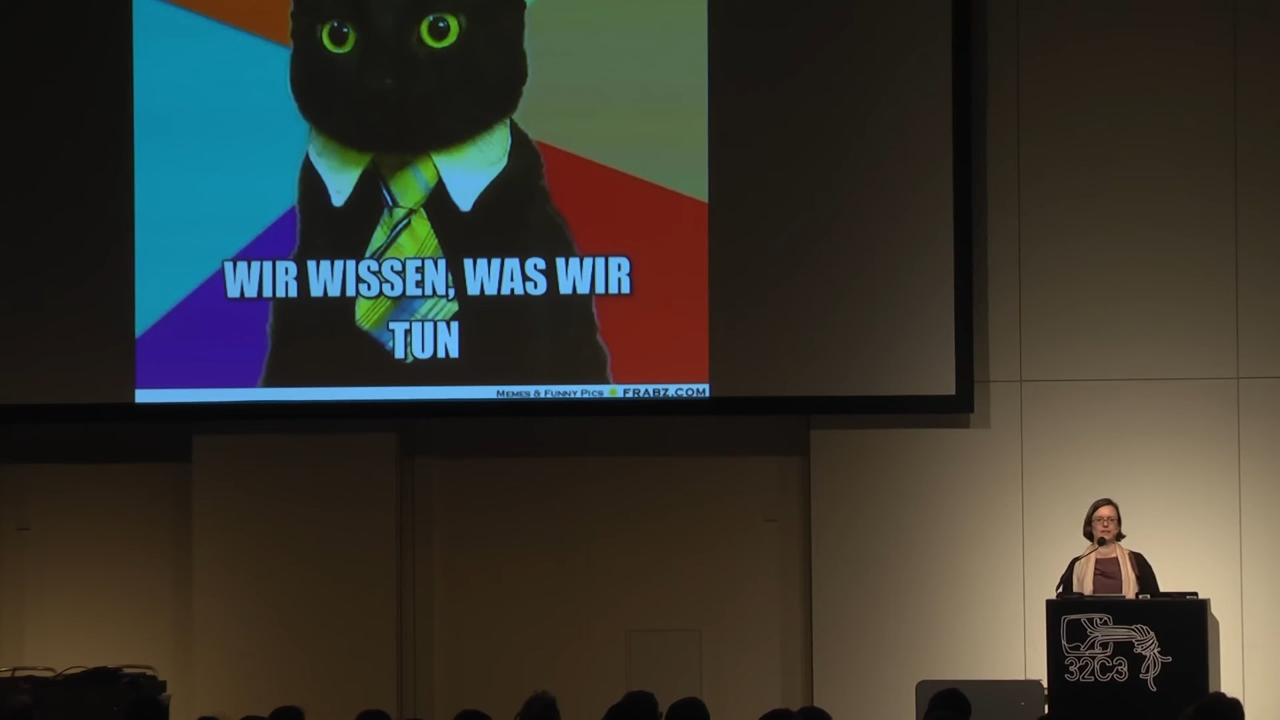 WIR WISSEN, WAS WIR
TUN
MEMES & FUNNY PICS FRABZ.COM
32C3